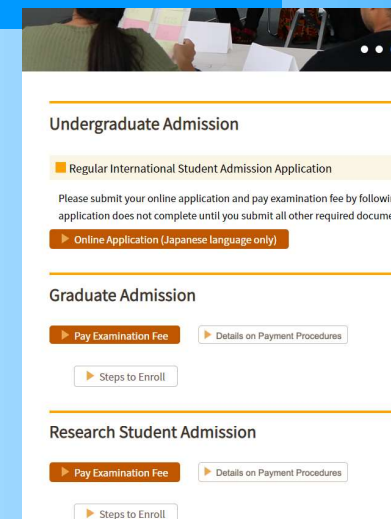 Undergraduate Admission
Regular International Student Admission Application
Please submit your online application and pay examination fee by
application does not complete until you submit all other required
Online Application (Japanese language only)
Graduate Admission
Pay Examination Fee
Details on Payment Procedures
Steps to Enroll
Research Student Admission
Pay Examination Fee
Details on Payment Procedures
Steps to Enroll